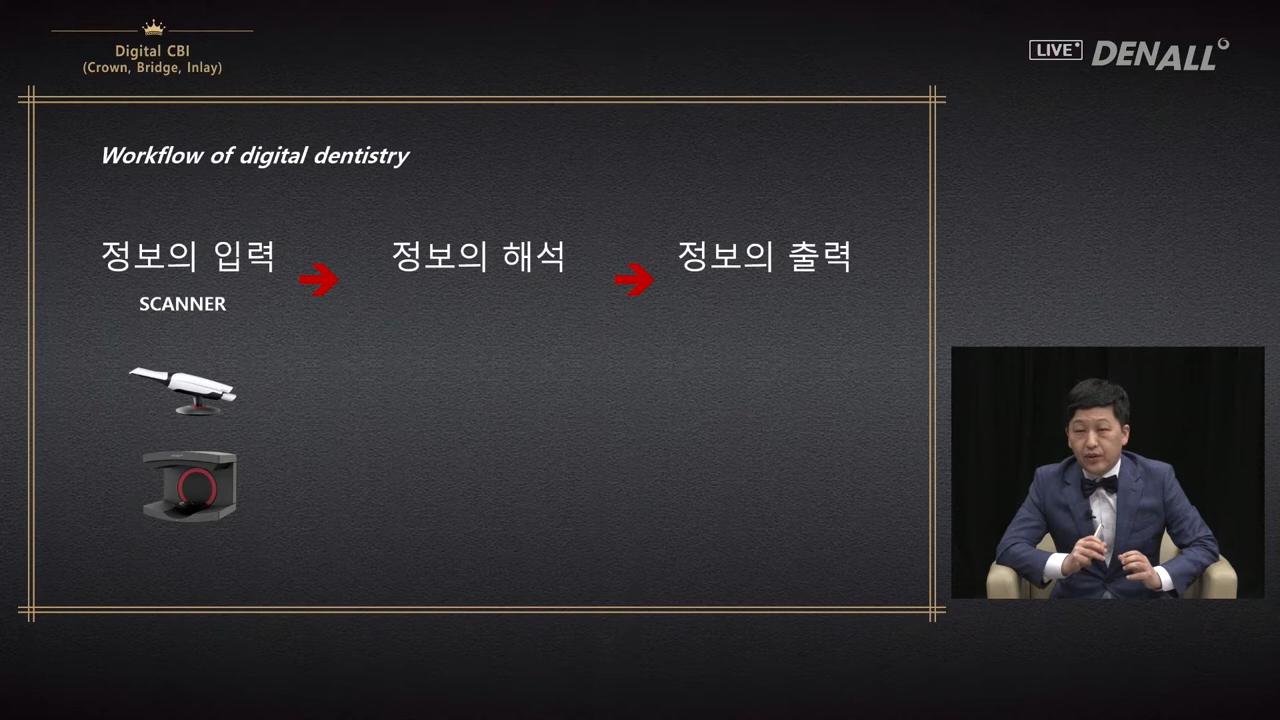 Digital CBI
(Crown, Bridge, Inlay)
LIVE
DENALL
Workflow of digital dentistry
정보의 입력
정보의 해석
정보의 출력
SCANNER